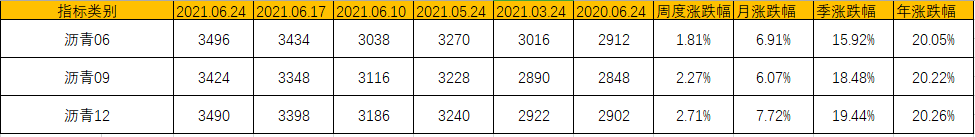 指标类别 2021.06.24 2021.06.17 2021.06.10 2021.05.24 2021.03.24 2020.06.24 周度涨跌幅 月涨跌幅 季涨跌幅 年涨跌幅
沥青06 3496 3434 3038 3270 3016 2912 1.81% 6.91% 15.92% 20.05%
沥青09 3424 3348 3116 3228 2890 2848 2.27% 6.07% 18.48% 20.22%
沥青12 3490 3398 3186 3240 2922 2902 2.71% 7.72% 19.44% 20.26%